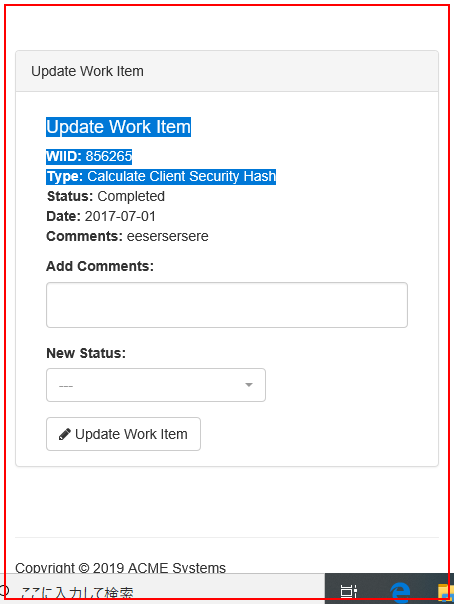 Update Work Item
Update Work Item
WIID: 856265
Type: Calculate Client Security Hash
Status: Completed
Date: 2017-07-01
Comments: eesersersere
Add Comments:
New Status:
---
Update Work Item
Copyright © 2019 ACME Systems
ここに入力して検索